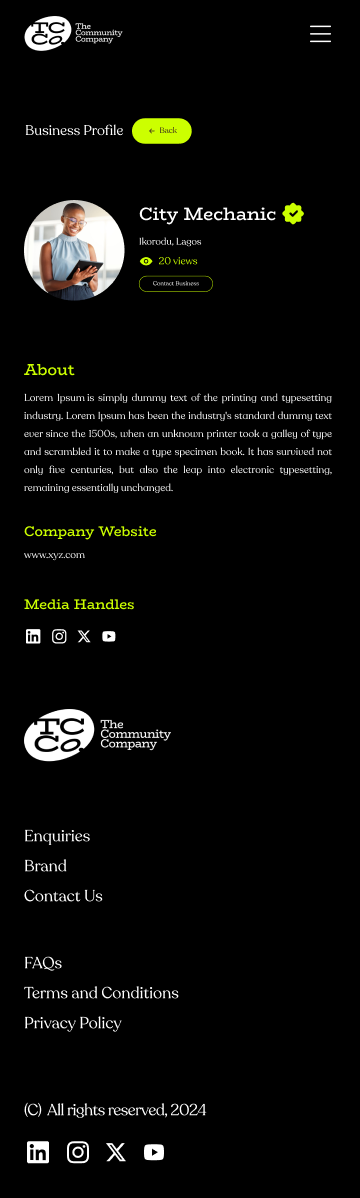 TC
Co.
The
Community
Company
Business Profile
← Back
City Mechanic
Ikorodu, Lagos
20 views
Contact Business
About
Lorem Ipsum is simply dummy text of the printing and typesetting
industry. Lorem Ipsum has been the industry's standard dummy text
ever since the 1500s, when an unknown printer took a galley of type
and scrambled it to make a type specimen book. It has survived not
only five centuries, but also the leap into electronic typesetting,
remaining essentially unchanged.
Company Website
www.xyz.com
Media Handles
TC
Co.
The
Community
Company
Enquiries
Brand
Contact Us
FAQs
Terms and Conditions
Privacy Policy
(C) All rights reserved, 2024